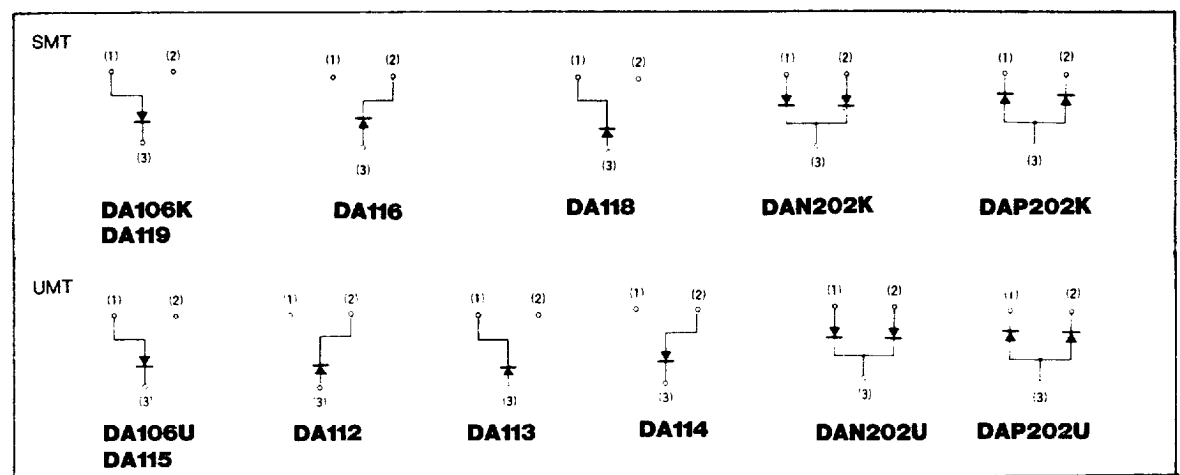 SMT
(1) (2) (1) (2) (1) (2) (1) (2) (1) (2)
(3) (3) (3) (3) (3)
DA106K DA116 DA118 DAN202K DAP202K
DA119
UMT
(1) (2) (1) (2) (1) (2) (1) (2) (1) (2) (1) (2)
(3) (3) (3) (3) (3) (3)
DA106U DA112 DA113 DA114 DAN202U DAP202U
DA115